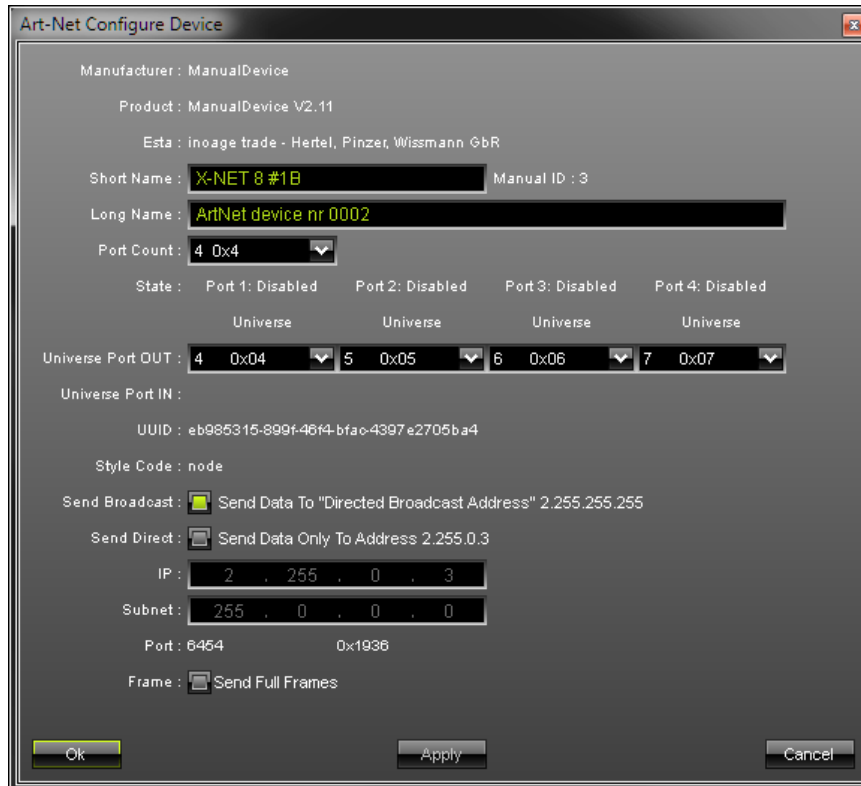 Art-Net Configure Device
Manufacturer : ManualDevice
Product : ManualDevice V2.11
Esta : inoage trade - Hertel, Pinzer, Wissmann GbR
Short Name : X-NET 8 #1B Manual ID : 3
Long Name : ArtNet device nr 0002
Port Count : 4 0x4
State : Port 1: Disabled Port 2: Disabled Port 3: Disabled Port 4: Disabled
Universe Universe Universe Universe
Universe Port OUT : 4 0x04 5 0x05 6 0x06 7 0x07
Universe Port IN :
UUID : eb985315-899f-46f4-bfac-4397e2705ba4
Style Code : node
Send Broadcast : Send Data To "Directed Broadcast Address" 2.255.255.255
Send Direct : Send Data Only To Address 2.255.0.3
IP : 2 . 255 . 0 . 3
Subnet : 255 . 0 . 0 . 0
Port : 6454 0x1936
Frame : Send Full Frames
Ok Apply Cancel